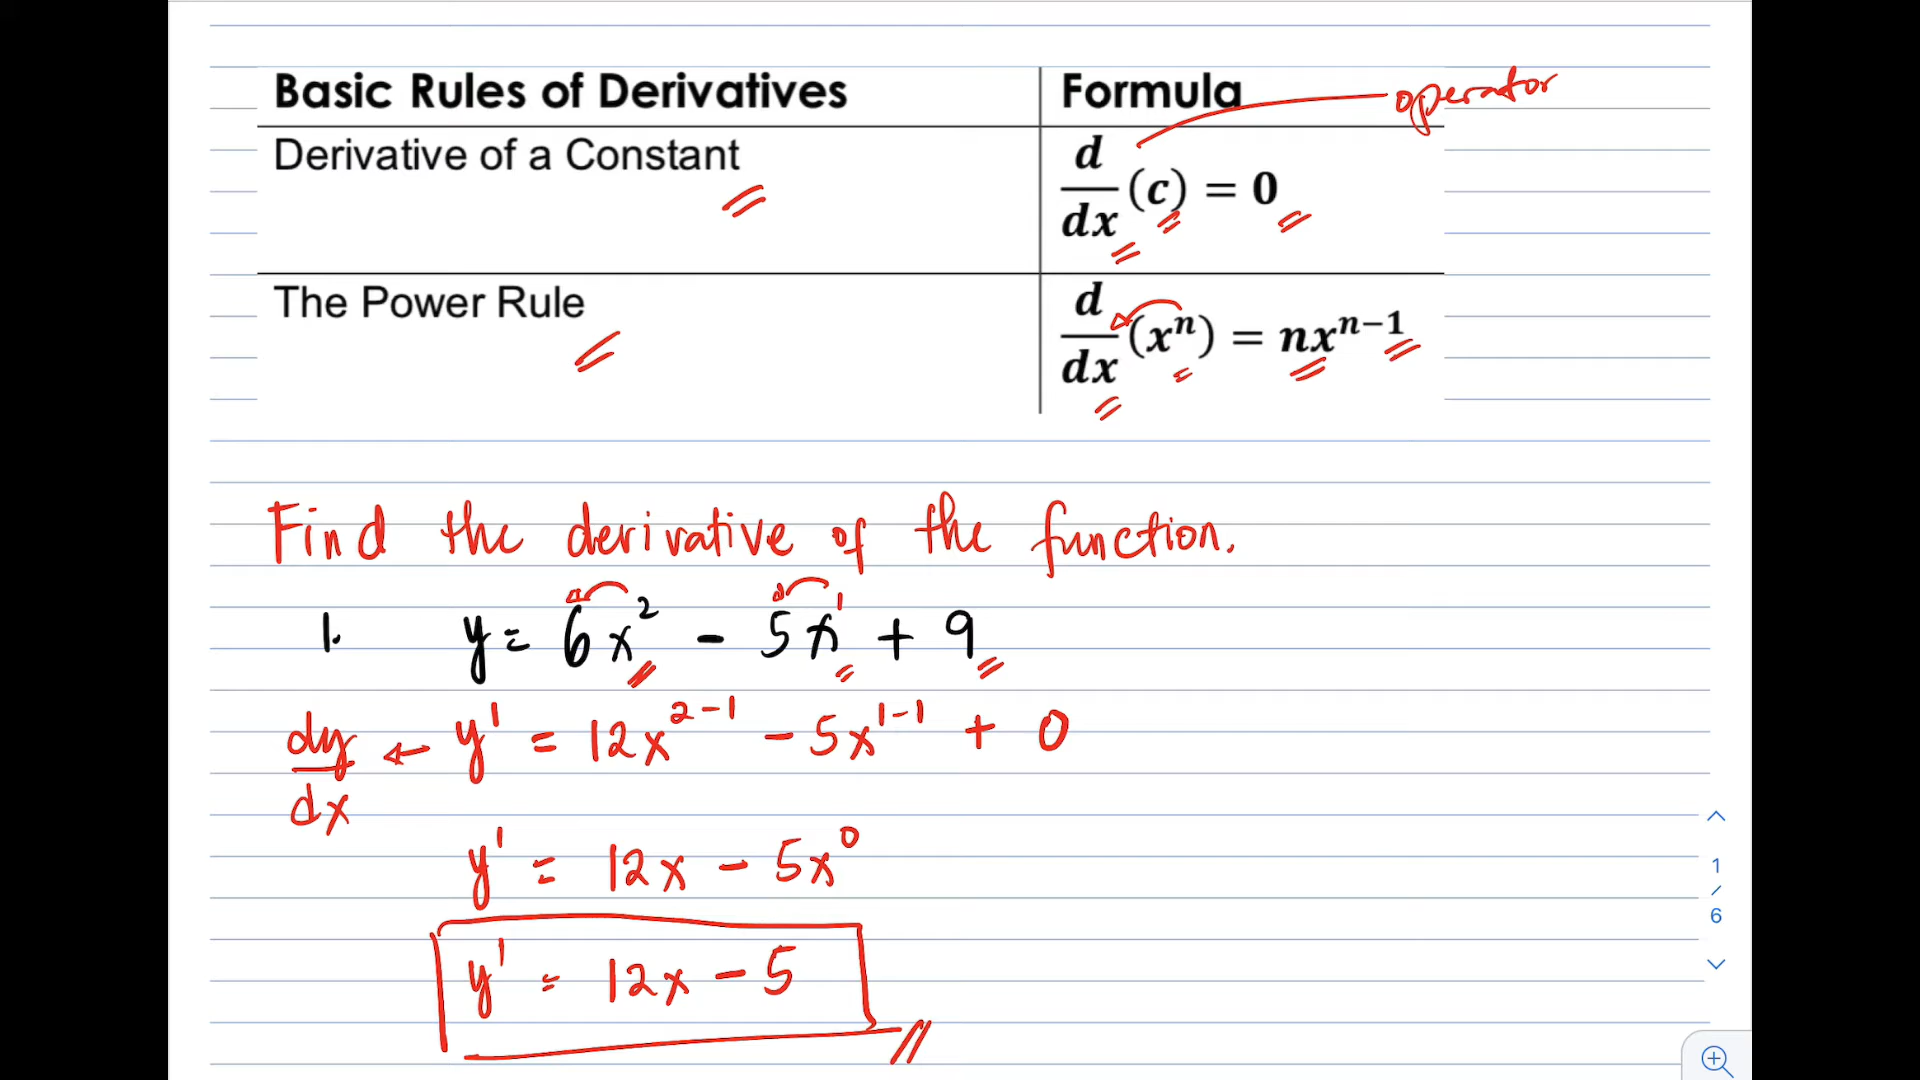 Basic Rules of Derivatives Formula operator
Derivative of a Constant d/dx (c) = 0
The Power Rule d/dx (xⁿ) = nxⁿ⁻¹
Find the derivative of the function.
1. y = 6x² - 5x¹ + 9
dy/dx ← y' = 12x²⁻¹ - 5x¹⁻¹ + 0
y' = 12x - 5x⁰
y' = 12x - 5
1
/
6